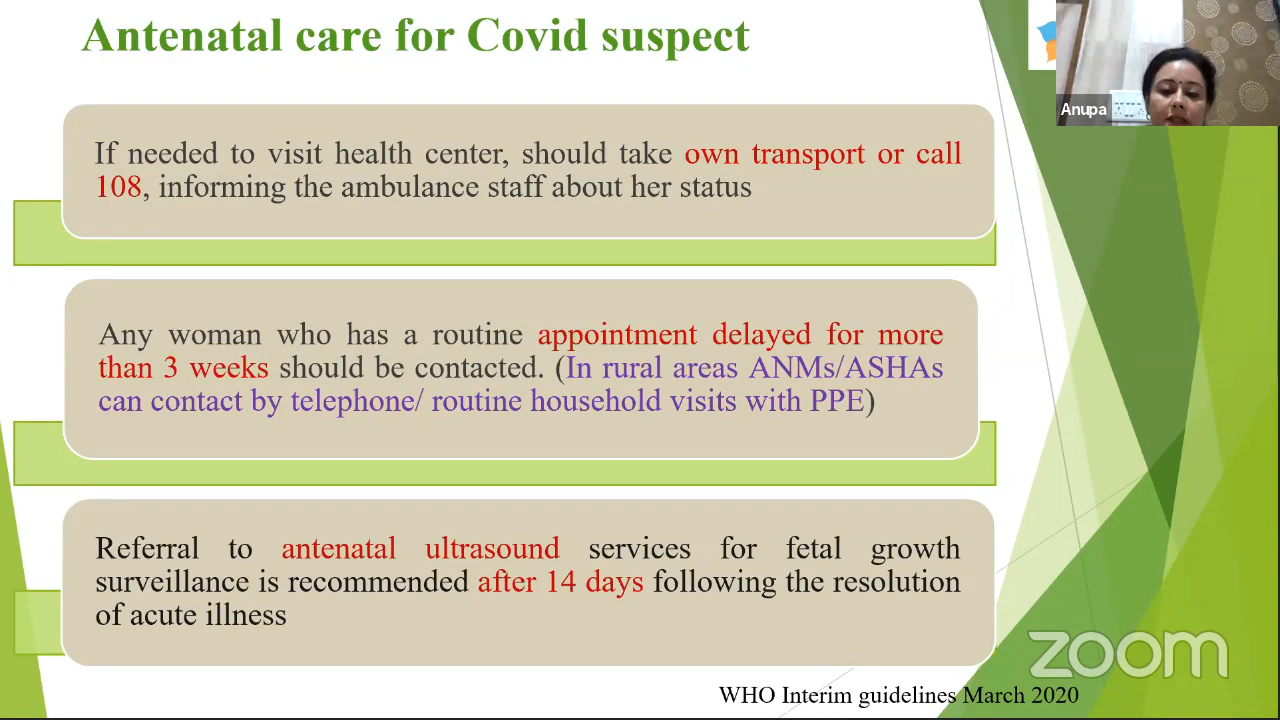 Antenatal care for Covid suspect
Anupa
If needed to visit health center, should take own transport or call
108, informing the ambulance staff about her status
Any woman who has a routine appointment delayed for more
than 3 weeks should be contacted. (In rural areas ANMs/ASHAs
can contact by telephone/ routine household visits with PPE)
Referral to antenatal ultrasound services for fetal growth
surveillance is recommended after 14 days following the resolution
of acute illness
zoom
WHO Interim guidelines March 2020